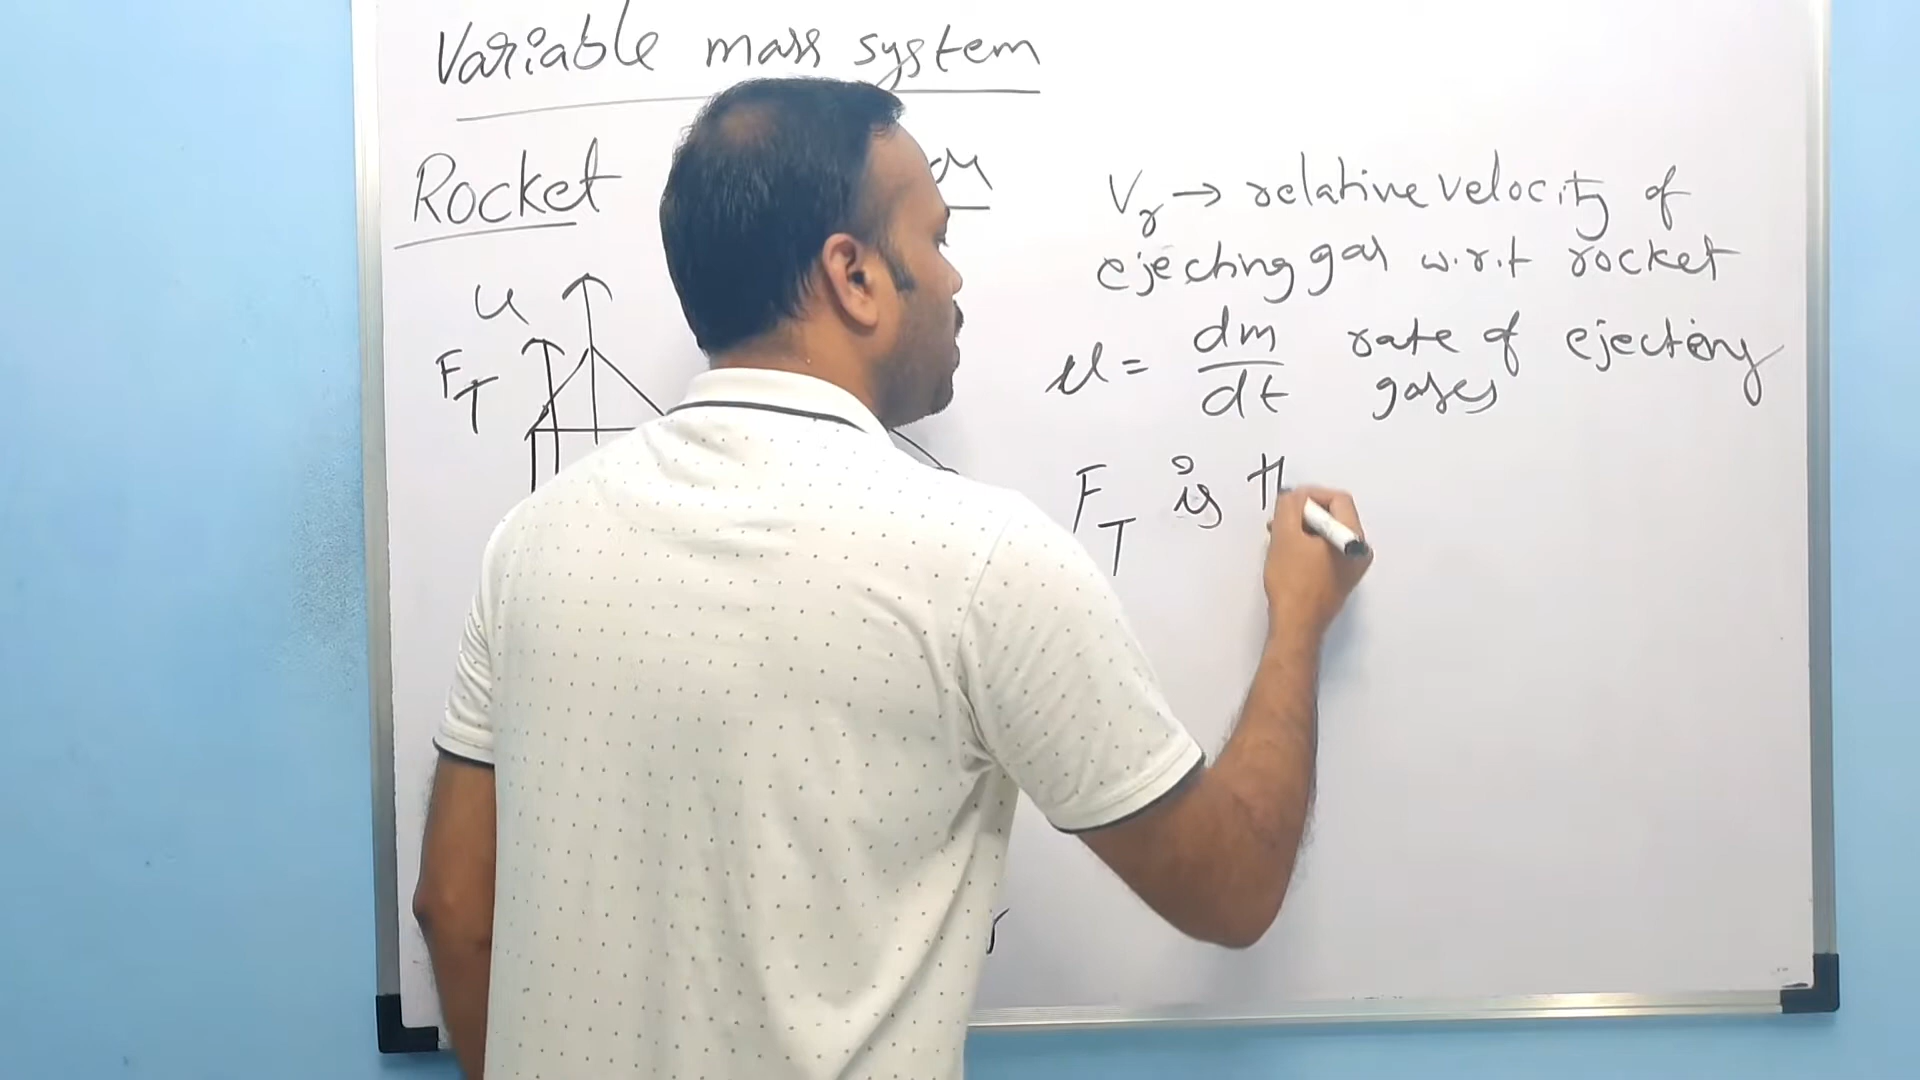 Variable mass system
Rocket
u
F_T
V_r → relative velocity of
ejecting gas w.r.t rocket
μ = dm/dt rate of ejecting
gases
F_T is th